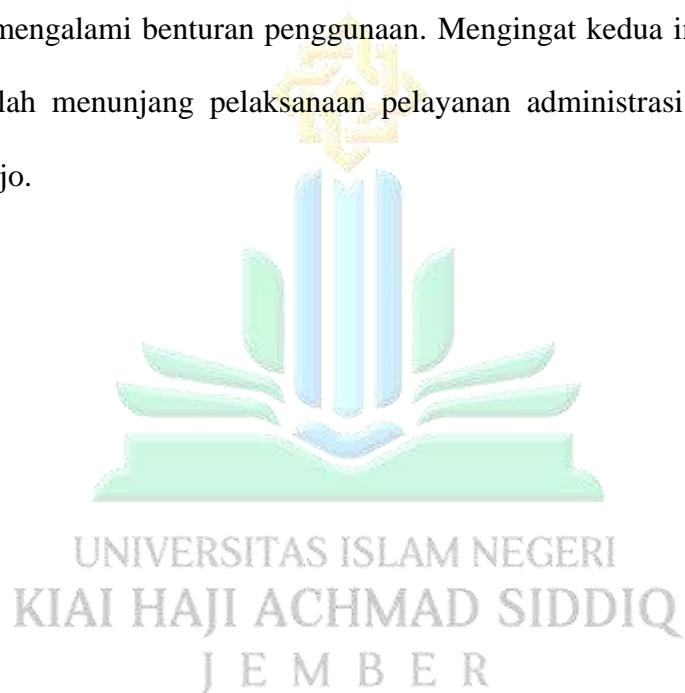 mengalami benturan penggunaan. Mengingat kedua
lah menunjang pelaksanaan pelayanan administrasi
jo.
UNIVERSITAS ISLAM NEGERI
KIAI HAJI ACHMAD SIDDIQ
JEMBER